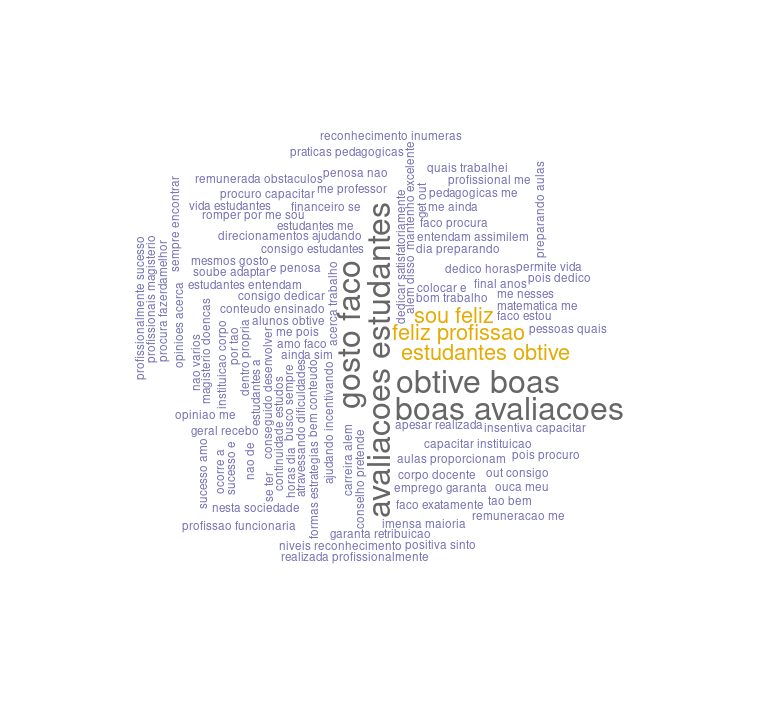 reconhecimento inumeras
praticas pedagogicas
penosa nao
remunerada obstaculos
quais trabalhei
profissional me
procuro capacitar
me professor
pedagogicas me
vida estudantes
financeiro se
get out
me ainda
romper por me sou
faco procura
estudantes me
direcionamentos ajudando
entendam assimilem
consigo estudantes
dia preparando
mesmos gosto
soube adaptar
e penosa
dedico horas
permite vida
pois dedico
estudantes entendam
colocar e
final anos
consigo dedicar
bom trabalho
me nesses
conteudo ensinado
matematica me
alunos obtive
sou feliz
faco estou
me pois
feliz profissao
pessoas quais
amo faco
ainda sim
estudantes obtive
obtive boas
boas avaliacoes
opiniao me
apesar realizada
insentiva capacitar
geral recebo
capacitar instituicao
aulas proporcionam
pois procuro
corpo docente
out consigo
emprego garanta
ouca meu
nesta sociedade
faco exatamente
tao bem
profissao funcionaria
imensa maioria
remuneracao me
garanta retribuicao
niveis reconhecimento
positiva sinto
realizada profissionalmente
profissionalmente sucesso
profissionais magisterio
procura fazerdamelhor
sempre encontrar
opinioes acerca
nao varios
magisterio doencas
instituicao corpo
por tao
dentro propria
estudantes a
conseguido desenvolver
continuidade estudos
busco sempre
horas dia
atravessando dificuldades
bem conteudo
formas estrategias
ajudando incentivando
acerca trabalho
gosto faco
avaliacoes estudantes
carreira alem
conselho pretende
dedicar satisfatoriamente
alem disso
mantenho excelente
preparando aulas
sucesso amo
ocorre a
sucesso e
nao de
se ter